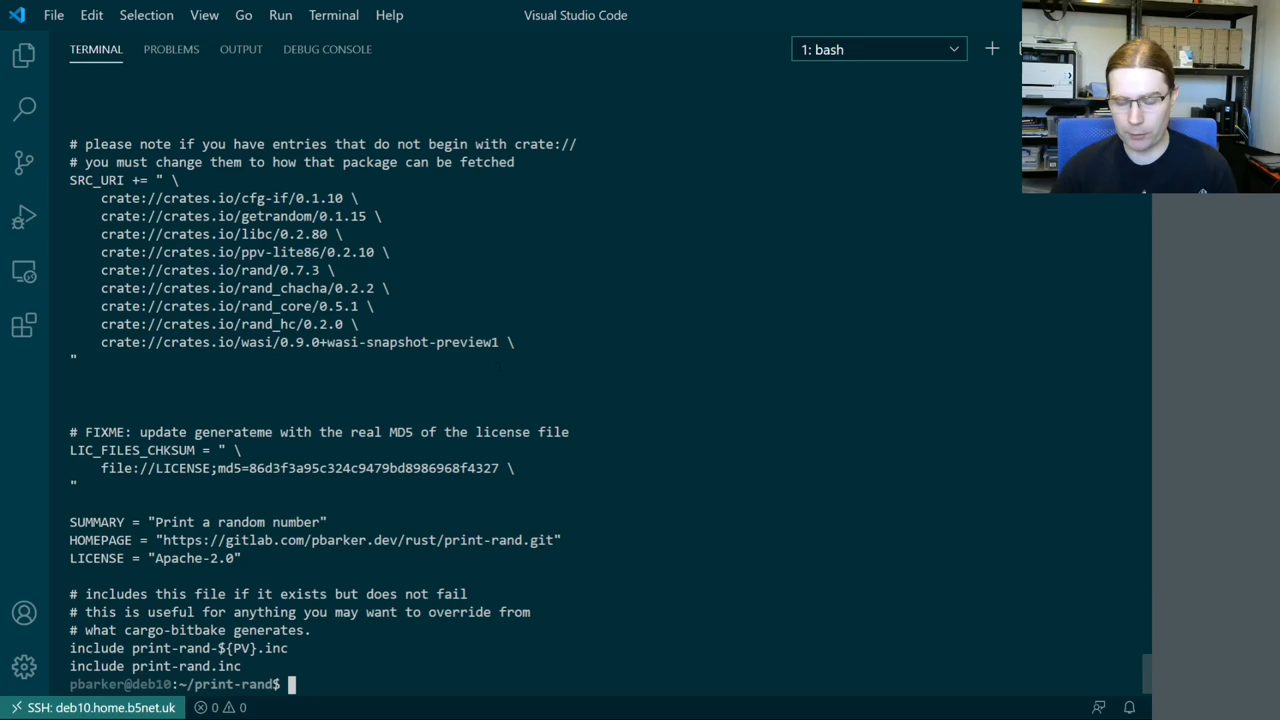 File Edit Selection View Go Run Terminal Help
Visual Studio Code
TERMINAL PROBLEMS OUTPUT DEBUG CONSOLE
1: bash
# please note if you have entries that do not begin with crate://
# you must change them to how that package can be fetched
SRC_URI += " \
crate://crates.io/cfg-if/0.1.10 \
crate://crates.io/getrandom/0.1.15 \
crate://crates.io/libc/0.2.80 \
crate://crates.io/ppv-lite86/0.2.10 \
crate://crates.io/rand/0.7.3 \
crate://crates.io/rand_chacha/0.2.2 \
crate://crates.io/rand_core/0.5.1 \
crate://crates.io/rand_hc/0.2.0 \
crate://crates.io/wasi/0.9.0+wasi-snapshot-preview1 \
"
# FIXME: update generateme with the real MD5 of the license file
LIC_FILES_CHKSUM = " \
file://LICENSE;md5=86d3f3a95c324c9479bd8986968f4327 \
"
SUMMARY = "Print a random number"
HOMEPAGE = "https://gitlab.com/pbarker.dev/rust/print-rand.git"
LICENSE = "Apache-2.0"
# includes this file if it exists but does not fail
# this is useful for anything you may want to override from
# what cargo-bitbake generates.
include print-rand-${PV}.inc
include print-rand.inc
pbarker@deb10:~/print-rand$
SSH: deb10.home.b5net.uk 0 0